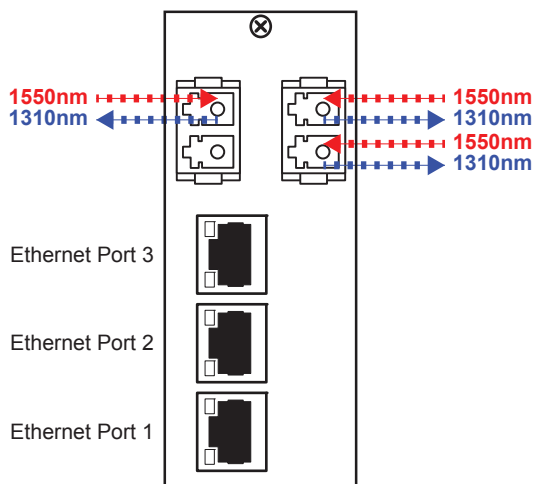 1550nm
1310nm
1550nm
1310nm
1550nm
1310nm
Ethernet Port 3
Ethernet Port 2
Ethernet Port 1